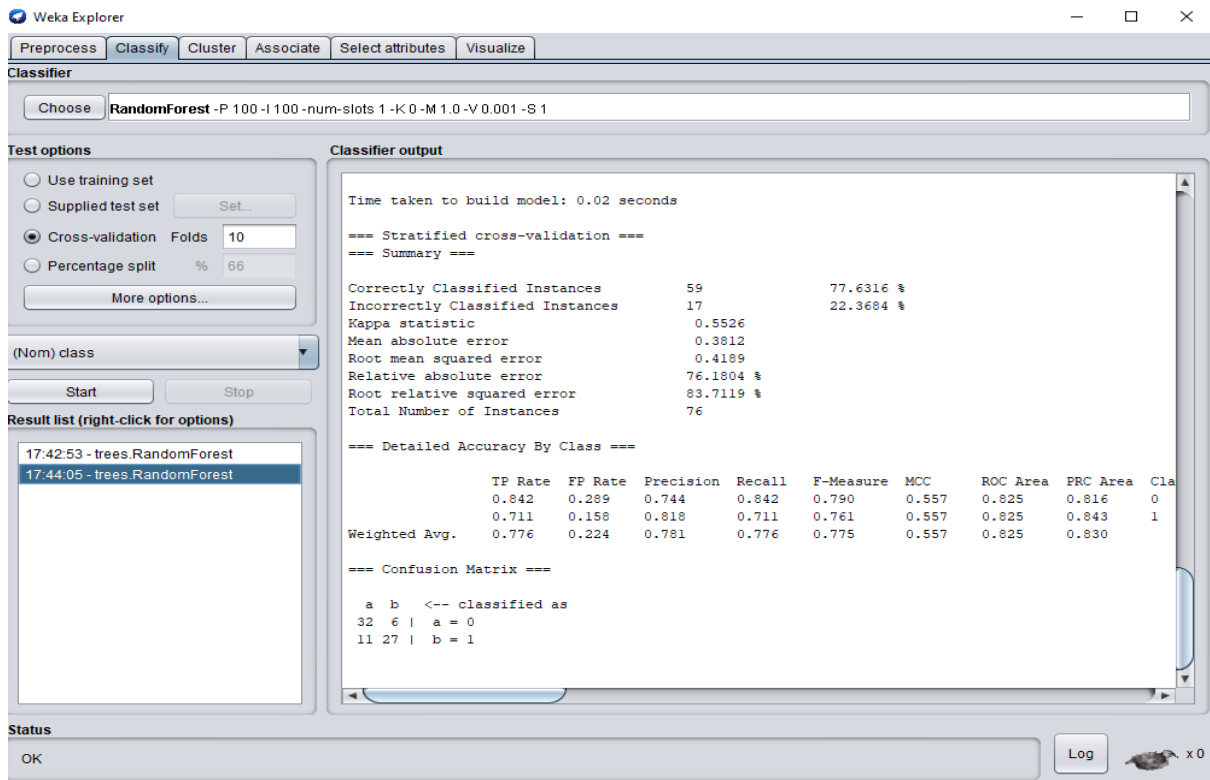 Weka Explorer
Preprocess Classify Cluster Associate Select attributes Visualize
Classifier
Choose RandomForest -P 100 -I 100 -num-slots 1 -K 0 -M 1.0 -V 0.001 -S 1
Test options
Use training set
Supplied test set Set...
Cross-validation Folds 10
Percentage split % 66
More options...
(Nom) class
Start Stop
Result list (right-click for options)
17:42:53 - trees.RandomForest
17:44:05 - trees.RandomForest
Classifier output
Time taken to build model: 0.02 seconds
=== Stratified cross-validation ===
=== Summary ===
Correctly Classified Instances 59 77.6316 %
Incorrectly Classified Instances 17 22.3684 %
Kappa statistic 0.5526
Mean absolute error 0.3812
Root mean squared error 0.4189
Relative absolute error 76.1804 %
Root relative squared error 83.7119 %
Total Number of Instances 76
=== Detailed Accuracy By Class ===
TP Rate FP Rate Precision Recall F-Measure MCC ROC Area PRC Area Cla
0.842 0.289 0.744 0.842 0.790 0.557 0.825 0.816 0
0.711 0.158 0.818 0.711 0.761 0.557 0.825 0.843 1
Weighted Avg. 0.776 0.224 0.781 0.776 0.775 0.557 0.825 0.830
=== Confusion Matrix ===
a b <-- classified as
32 6 | a = 0
11 27 | b = 1
Status
OK
Log x 0